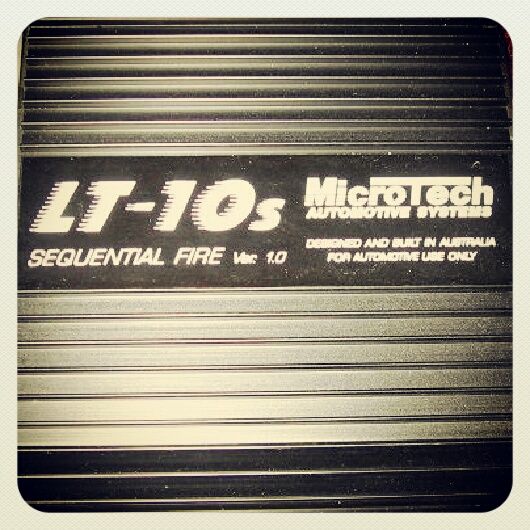 LT-10s
SEQUENTIAL FIRE Ver: 1.0
MicroTech
AUTOMOTIVE SYSTEMS
DESIGNED AND BUILT IN AUSTRALIA
FOR AUTOMOTIVE USE ONLY